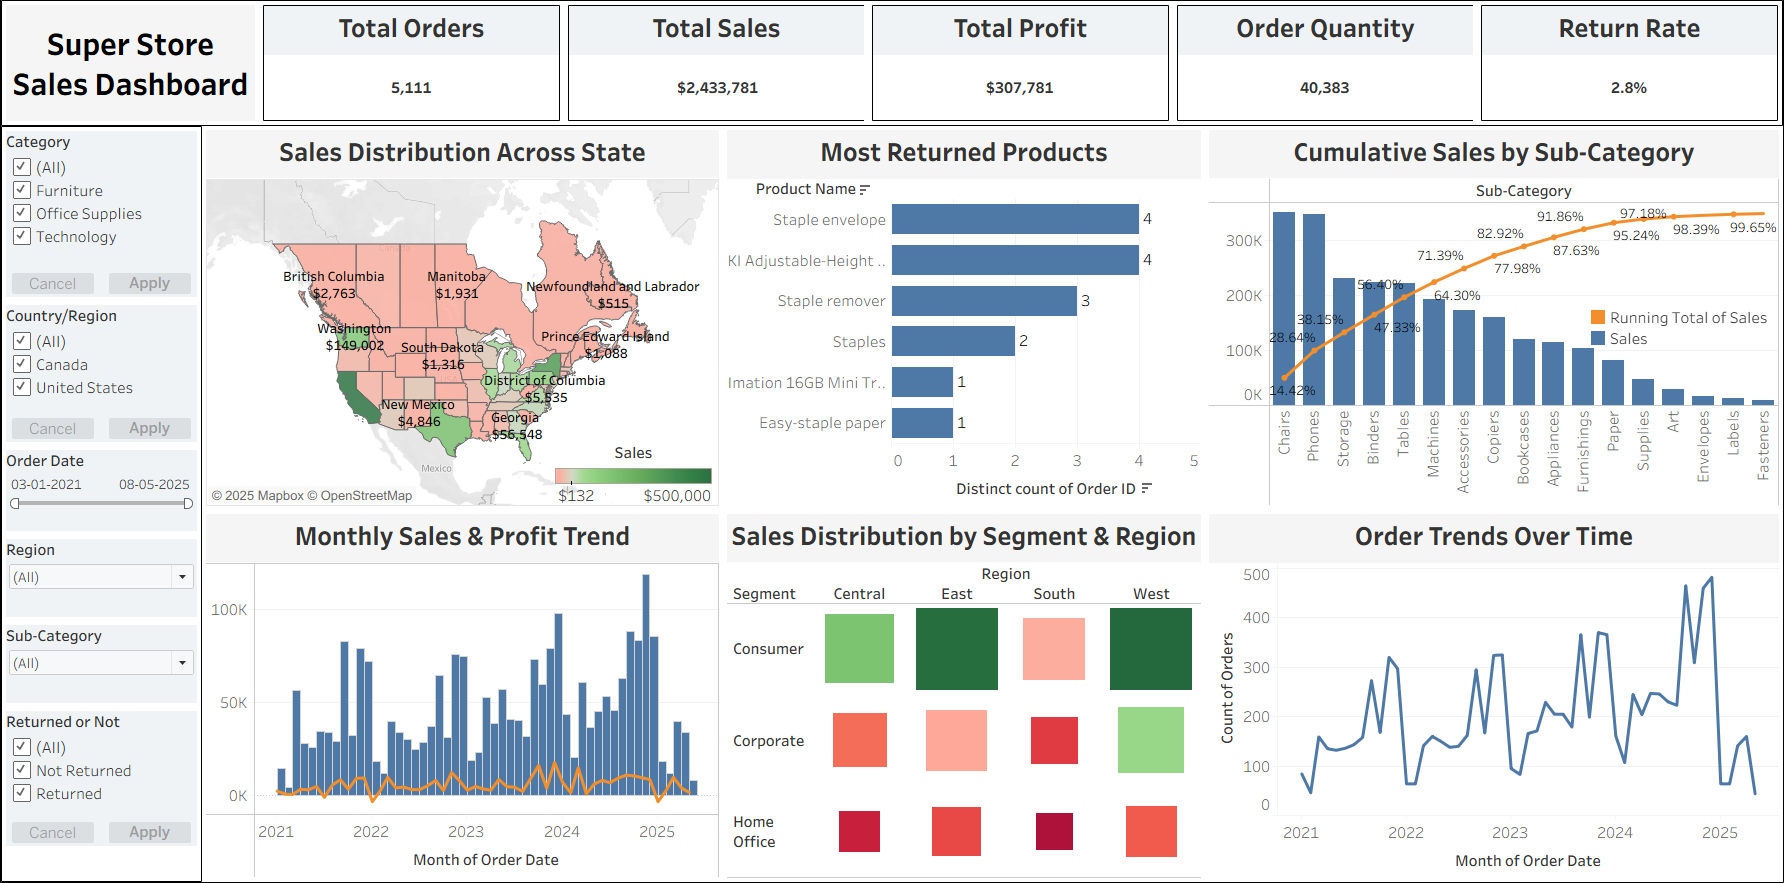 Super Store
Sales Dashboard
Total Orders
5,111
Total Sales
$2,433,781
Total Profit
$307,781
Order Quantity
40,383
Return Rate
2.8%
Category
(All)
Furniture
Office Supplies
Technology
Cancel
Apply
Country/Region
(All)
Canada
United States
Cancel
Apply
Order Date
03-01-2021
08-05-2025
Region
(All)
Sub-Category
(All)
Returned or Not
(All)
Not Returned
Returned
Cancel
Apply
Sales Distribution Across State
British Columbia
$2,763
Manitoba
$1,931
Newfoundland and Labrador
$515
Washington
$149,002
South Dakota
$1,316
Prince Edward Island
$1,088
District of Columbia
$5,535
New Mexico
$4,846
Georgia
$56,548
Mexico
Sales
$132
$500,000
© 2025 Mapbox © OpenStreetMap
Most Returned Products
Product Name
Staple envelope
4
KI Adjustable-Height ..
4
Staple remover
3
Staples
2
Imation 16GB Mini Tr..
1
Easy-staple paper
1
0 1 2 3 4 5
Distinct count of Order ID
Cumulative Sales by Sub-Category
Sub-Category
300K
200K
100K
0K
14.42%
28.64%
38.15%
47.33%
56.40%
64.30%
71.39%
77.98%
82.92%
87.63%
91.86%
95.24%
97.18%
98.39%
99.65%
Running Total of Sales
Sales
Chairs
Phones
Storage
Binders
Tables
Machines
Accessories
Copiers
Bookcases
Appliances
Furnishings
Paper
Supplies
Art
Envelopes
Labels
Fasteners
Monthly Sales & Profit Trend
100K
50K
0K
2021 2022 2023 2024 2025
Month of Order Date
Sales Distribution by Segment & Region
Region
Segment Central East South West
Consumer
Corporate
Home
Office
Order Trends Over Time
Count of Orders
500
400
300
200
100
0
2021 2022 2023 2024 2025
Month of Order Date